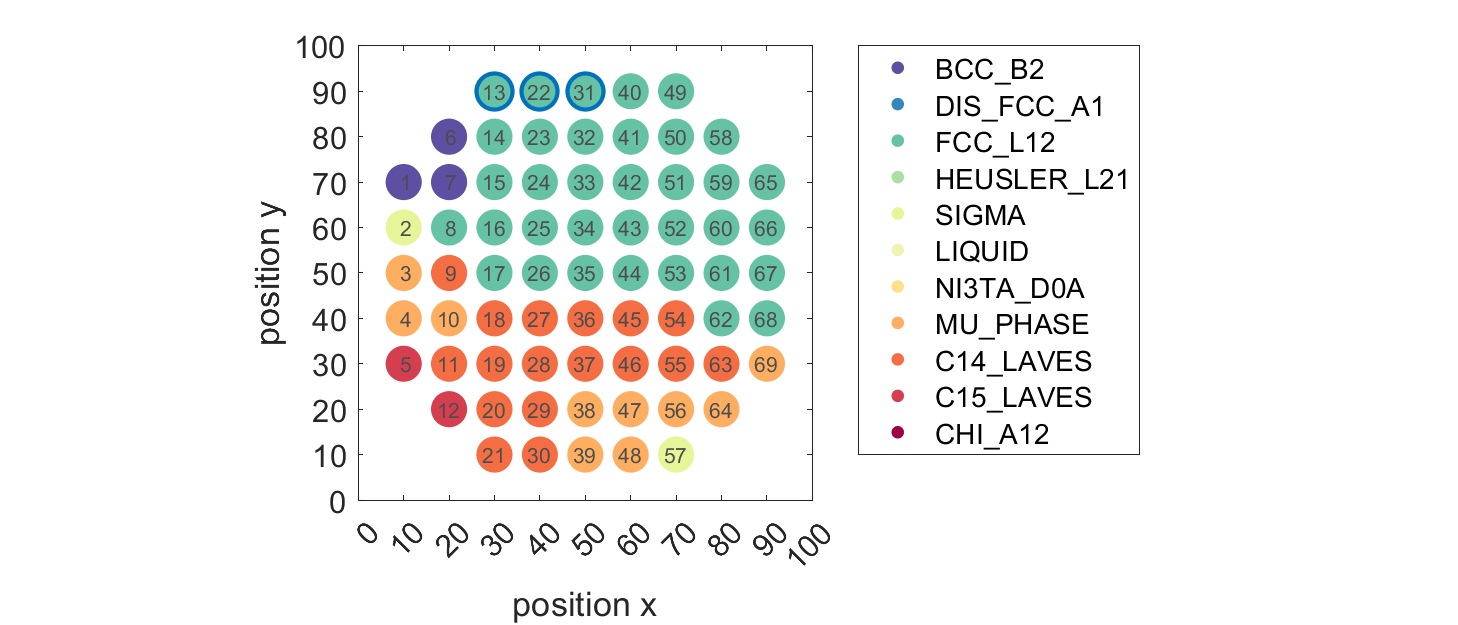 100
90
80
70
60
50
40
30
20
10
0
position y
13 22 31 40 49
6 14 23 32 41 50 58
1 7 15 24 33 42 51 59 65
2 8 16 25 34 43 52 60 66
3 9 17 26 35 44 53 61 67
4 10 18 27 36 45 54 62 68
5 11 19 28 37 46 55 63 69
12 20 29 38 47 56 64
21 30 39 48 57
0 10 20 30 40 50 60 70 80 90 100
position x
BCC_B2
DIS_FCC_A1
FCC_L12
HEUSLER_L21
SIGMA
LIQUID
NI3TA_D0A
MU_PHASE
C14_LAVES
C15_LAVES
CHI_A12